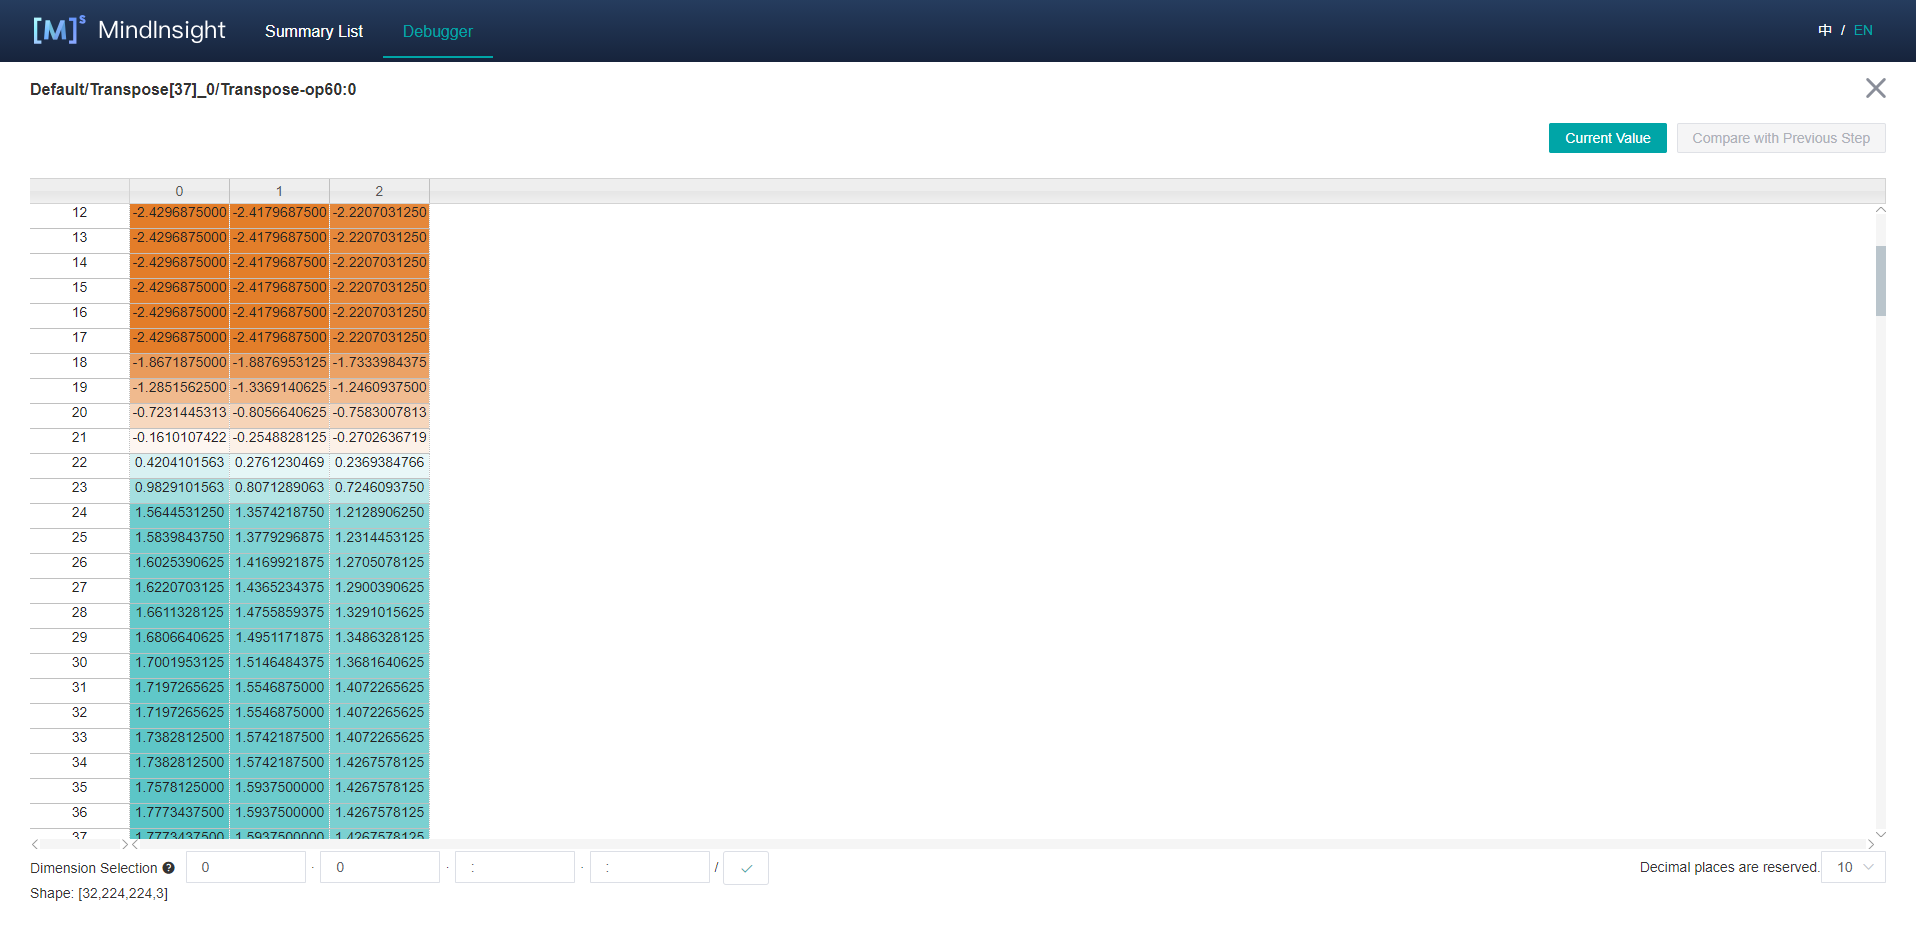 [M]s MindInsight Summary List Debugger 中 / EN
Default/Transpose[37]_0/Transpose-op60:0
Current Value Compare with Previous Step
0 1 2
12 -2.4296875000 -2.4179687500 -2.2207031250
13 -2.4296875000 -2.4179687500 -2.2207031250
14 -2.4296875000 -2.4179687500 -2.2207031250
15 -2.4296875000 -2.4179687500 -2.2207031250
16 -2.4296875000 -2.4179687500 -2.2207031250
17 -2.4296875000 -2.4179687500 -2.2207031250
18 -1.8671875000 -1.8876953125 -1.7333984375
19 -1.2851562500 -1.3369140625 -1.2460937500
20 -0.7231445313 -0.8056640625 -0.7583007813
21 -0.1610107422 -0.2548828125 -0.2702636719
22 0.4204101563 0.2761230469 0.2369384766
23 0.9829101563 0.8071289063 0.7246093750
24 1.5644531250 1.3574218750 1.2128906250
25 1.5839843750 1.3779296875 1.2314453125
26 1.6025390625 1.4169921875 1.2705078125
27 1.6220703125 1.4365234375 1.2900390625
28 1.6611328125 1.4755859375 1.3291015625
29 1.6806640625 1.4951171875 1.3486328125
30 1.7001953125 1.5146484375 1.3681640625
31 1.7197265625 1.5546875000 1.4072265625
32 1.7197265625 1.5546875000 1.4072265625
33 1.7382812500 1.5742187500 1.4072265625
34 1.7382812500 1.5742187500 1.4267578125
35 1.7578125000 1.5937500000 1.4267578125
36 1.7773437500 1.5937500000 1.4267578125
37 1.7773437500 1.5937500000 1.4267578125
Dimension Selection ? 0 · 0 · : · : / Decimal places are reserved. 10
Shape: [32,224,224,3]